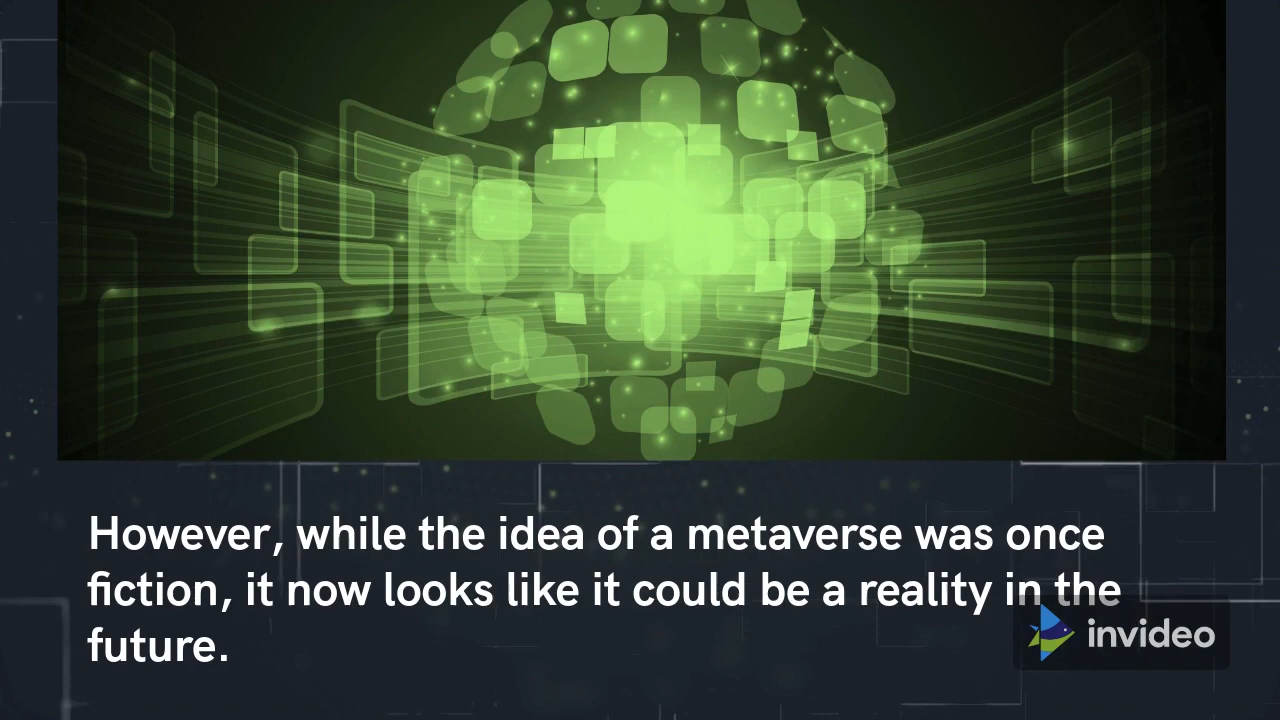 However, while the idea of a metaverse was once
fiction, it now looks like it could be a reality in the
future.
invideo